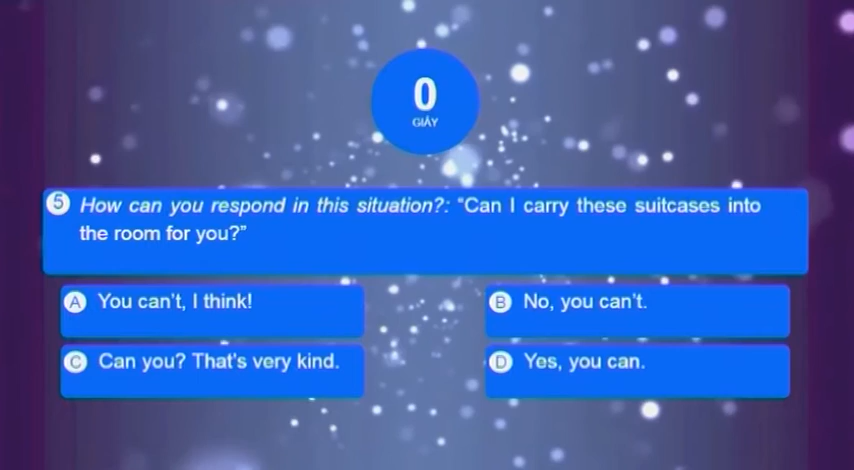 0
GIÂY
5 How can you respond in this situation?: “Can I carry these suitcases into
the room for you?”
A You can't, I think!
B No, you can't.
C Can you? That's very kind.
D Yes, you can.